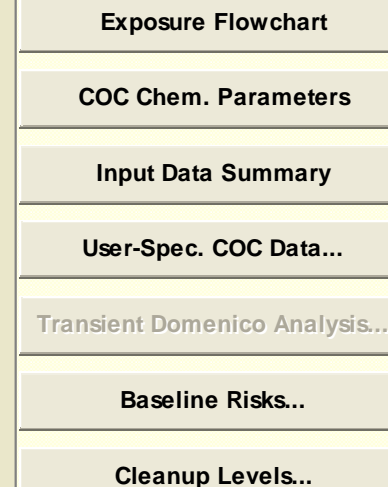 Exposure Flowchart
COC Chem. Parameters
Input Data Summary
User-Spec. COC Data...
Transient Domenico Analysis...
Baseline Risks...
Cleanup Levels...